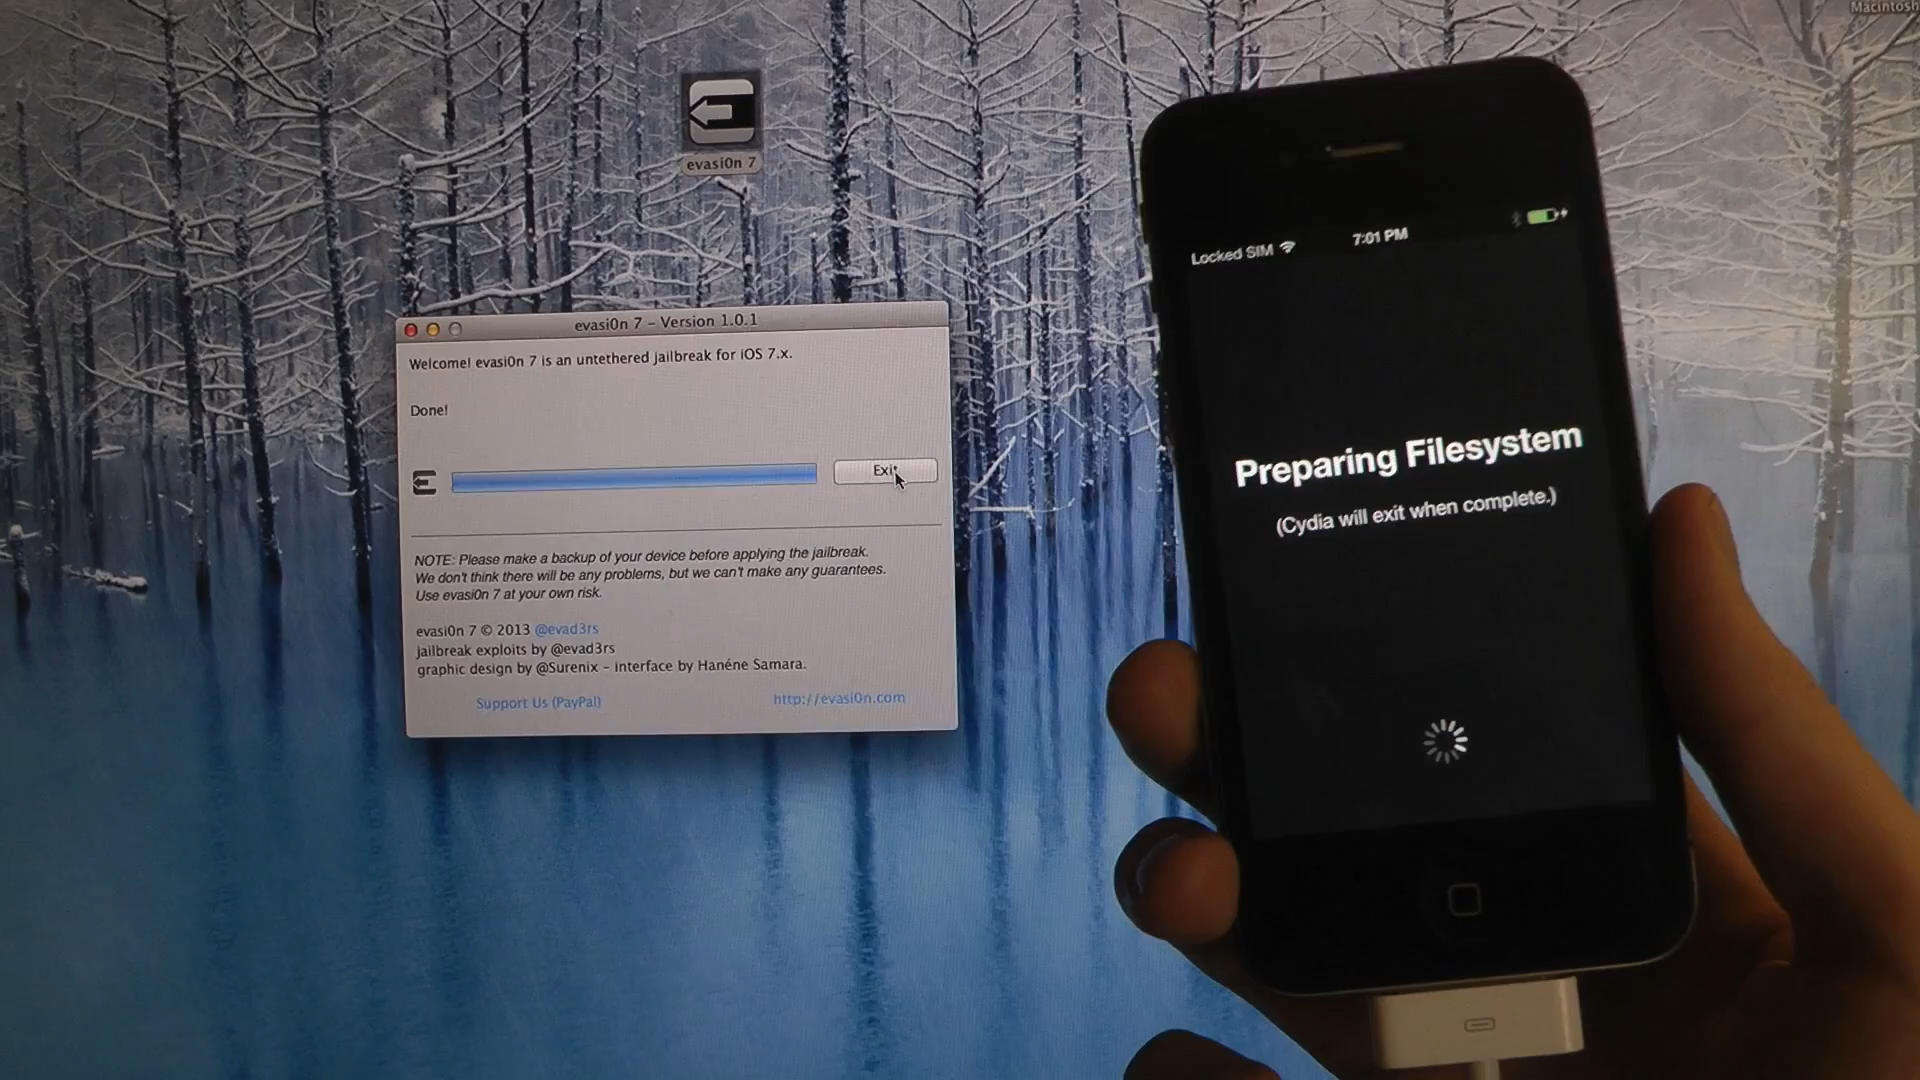 Macintosh
evasi0n 7
evasi0n 7 – Version 1.0.1
Welcome! evasi0n 7 is an untethered jailbreak for iOS 7.x.
Done!
Exit
NOTE: Please make a backup of your device before applying the jailbreak.
We don't think there will be any problems, but we can't make any guarantees.
Use evasi0n 7 at your own risk.
evasi0n 7 © 2013 @evad3rs
jailbreak exploits by @evad3rs
graphic design by @Surenix – interface by Hanéne Samara.
Support Us (PayPal)
http://evasi0n.com
Locked SIM
7:01 PM
Preparing Filesystem
(Cydia will exit when complete.)